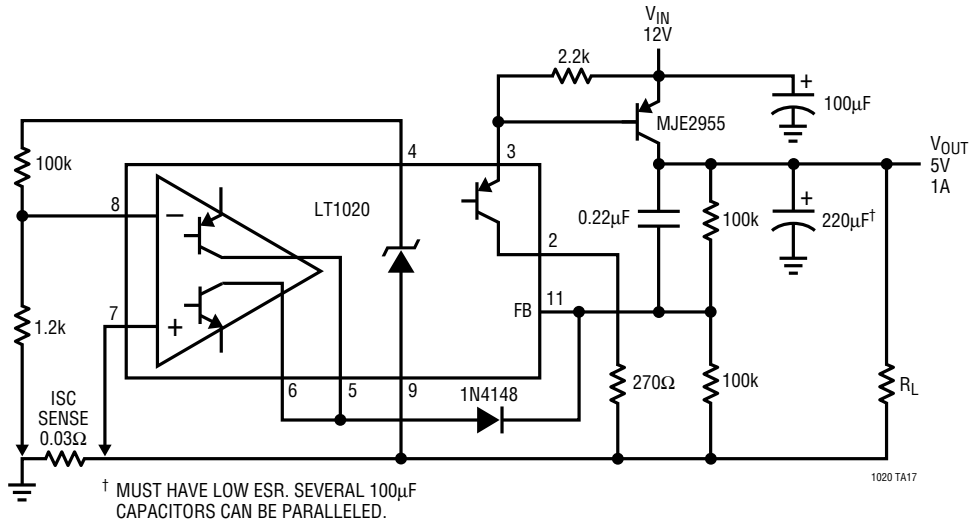 VIN
12V
2.2k
+
100µF
MJE2955
VOUT
5V
1A
4
3
100k
8
−
LT1020
0.22µF
100k
+
220µF†
2
7
+
FB
11
1.2k
6
5
9
1N4148
270Ω
100k
RL
ISC
SENSE
0.03Ω
1020 TA17
† MUST HAVE LOW ESR. SEVERAL 100µF
CAPACITORS CAN BE PARALLELED.